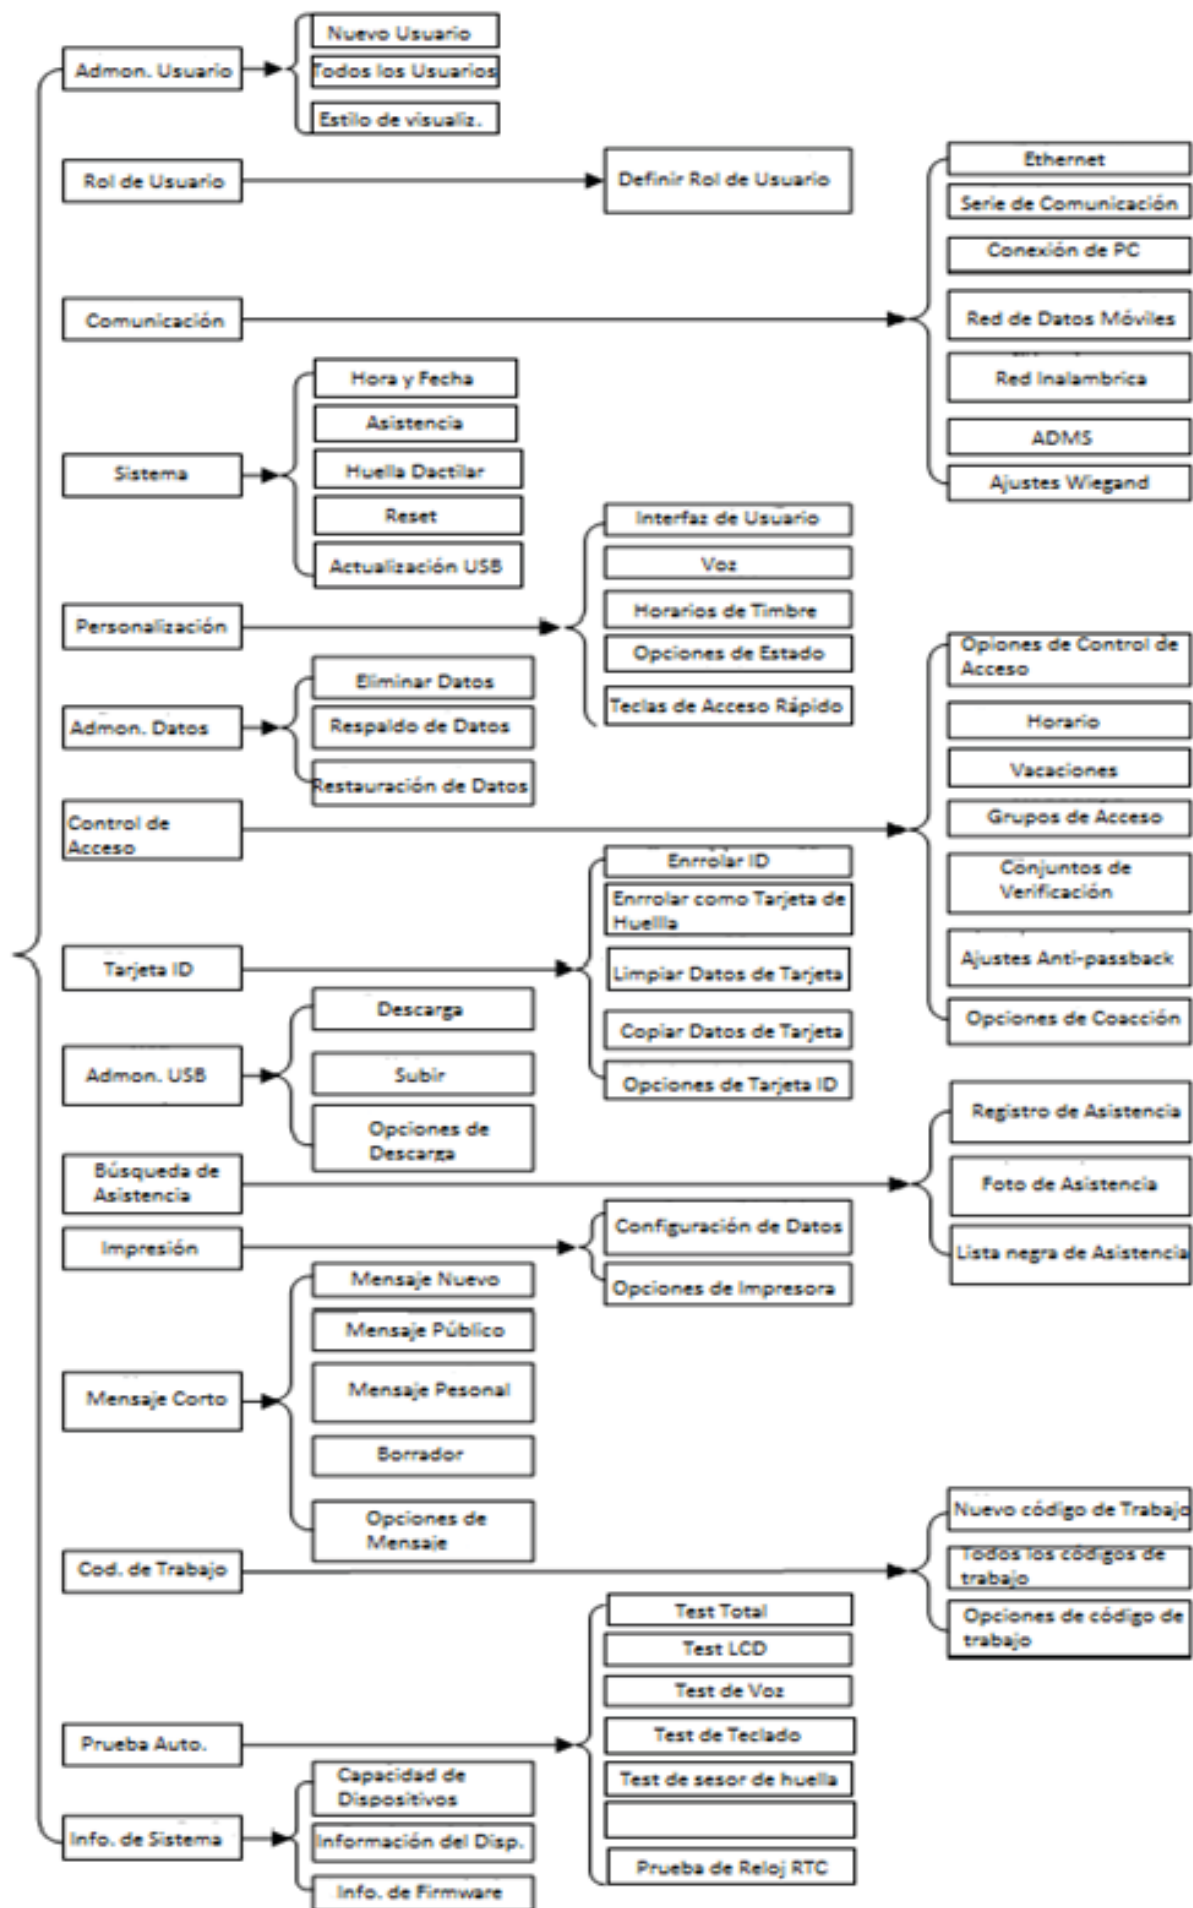 Admon. Usuario
Nuevo Usuario
Todos los Usuarios
Estilo de visualiz.
Rol de Usuario
Definir Rol de Usuario
Comunicación
Ethernet
Serie de Comunicación
Conexión de PC
Red de Datos Móviles
Red Inalambrica
ADMS
Ajustes Wiegand
Sistema
Hora y Fecha
Asistencia
Huella Dactilar
Reset
Actualización USB
Personalización
Interfaz de Usuario
Voz
Horarios de Timbre
Opciones de Estado
Teclas de Acceso Rápido
Admon. Datos
Eliminar Datos
Respaldo de Datos
Restauración de Datos
Control de
Acceso
Opiones de Control de
Acceso
Horario
Vacaciones
Grupos de Acceso
Conjuntos de
Verificación
Ajustes Anti-passback
Opciones de Coacción
Tarjeta ID
Enrrolar ID
Enrrolar como Tarjeta de
Huellla
Limpiar Datos de Tarjeta
Copiar Datos de Tarjeta
Opciones de Tarjeta ID
Admon. USB
Descarga
Subir
Opciones de
Descarga
Búsqueda de
Asistencia
Registro de Asistencia
Foto de Asistencia
Lista negra de Asistencia
Impresión
Configuración de Datos
Opciones de Impresora
Mensaje Corto
Mensaje Nuevo
Mensaje Público
Mensaje Pesonal
Borrador
Opciones de
Mensaje
Cod. de Trabajo
Nuevo código de Trabajo
Todos los códigos de
trabajo
Opciones de código de
trabajo
Prueba Auto.
Test Total
Test LCD
Test de Voz
Test de Teclado
Test de sesor de huella
Prueba de Reloj RTC
Info. de Sistema
Capacidad de
Dispositivos
Información del Disp.
Info. de Firmware